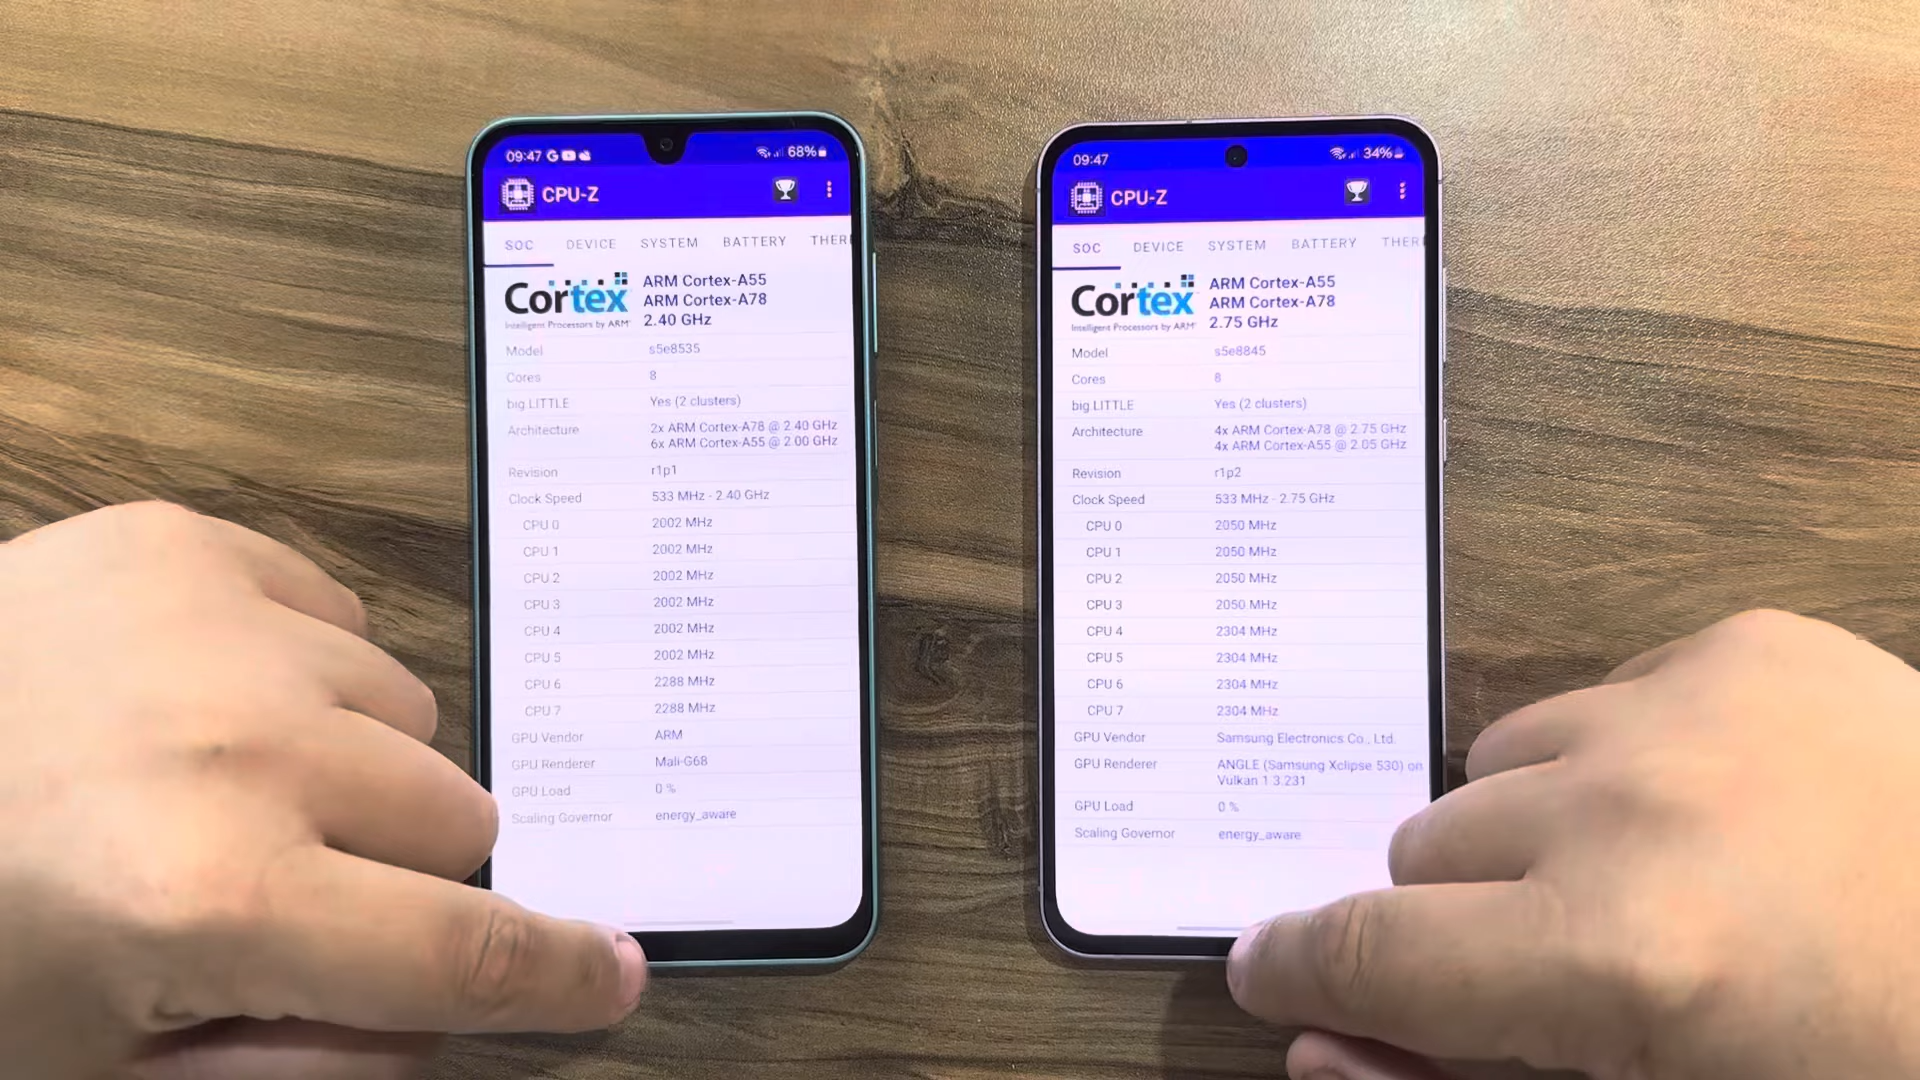 09:47
68%
CPU-Z
SOC DEVICE SYSTEM BATTERY THER
Cortex
Intelligent Processors by ARM
ARM Cortex-A55
ARM Cortex-A78
2.40 GHz
Model s5e8535
Cores 8
big.LITTLE Yes (2 clusters)
Architecture 2x ARM Cortex-A78 @ 2.40 GHz
6x ARM Cortex-A55 @ 2.00 GHz
Revision r1p1
Clock Speed 533 MHz - 2.40 GHz
CPU 0 2002 MHz
CPU 1 2002 MHz
CPU 2 2002 MHz
CPU 3 2002 MHz
CPU 4 2002 MHz
CPU 5 2002 MHz
CPU 6 2288 MHz
CPU 7 2288 MHz
GPU Vendor ARM
GPU Renderer Mali-G68
GPU Load 0 %
Scaling Governor energy_aware
09:47
34%
CPU-Z
SOC DEVICE SYSTEM BATTERY THER
Cortex
Intelligent Processors by ARM
ARM Cortex-A55
ARM Cortex-A78
2.75 GHz
Model s5e8845
Cores 8
big.LITTLE Yes (2 clusters)
Architecture 4x ARM Cortex-A78 @ 2.75 GHz
4x ARM Cortex-A55 @ 2.05 GHz
Revision r1p2
Clock Speed 533 MHz - 2.75 GHz
CPU 0 2050 MHz
CPU 1 2050 MHz
CPU 2 2050 MHz
CPU 3 2050 MHz
CPU 4 2304 MHz
CPU 5 2304 MHz
CPU 6 2304 MHz
CPU 7 2304 MHz
GPU Vendor Samsung Electronics Co., Ltd.
GPU Renderer ANGLE (Samsung Xclipse 530) on
Vulkan 1.3.231
GPU Load 0 %
Scaling Governor energy_aware